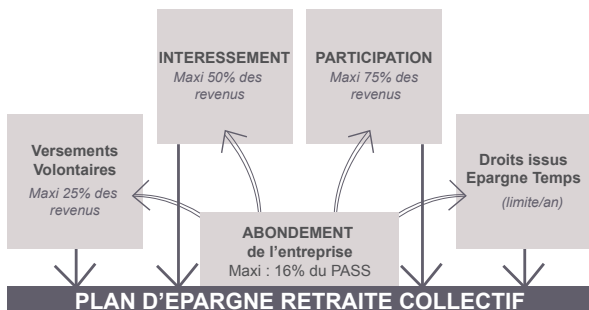 INTERESSEMENT
Maxi 50% des
revenus
PARTICIPATION
Maxi 75% des
revenus
Versements
Volontaires
Maxi 25% des
revenus
Droits issus
Epargne Temps
(limite/an)
ABONDEMENT
de l’entreprise
Maxi : 16% du PASS
PLAN D’EPARGNE RETRAITE COLLECTIF